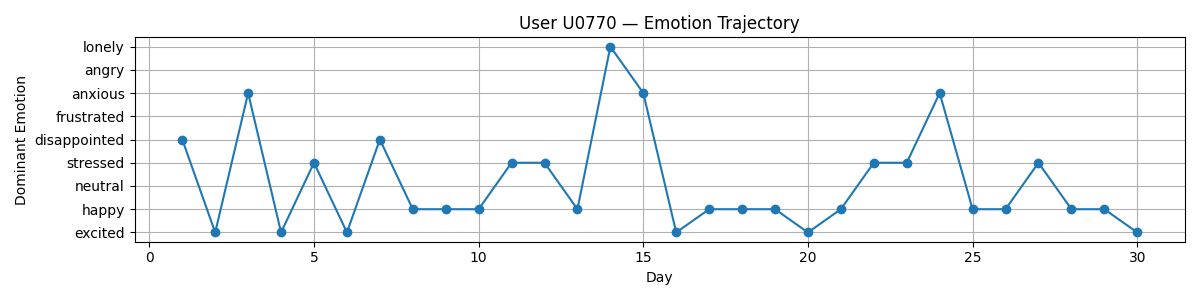 User U0770 — Emotion Trajectory
Dominant Emotion
lonely
angry
anxious
frustrated
disappointed
stressed
neutral
happy
excited
0 5 10 15 20 25 30
Day